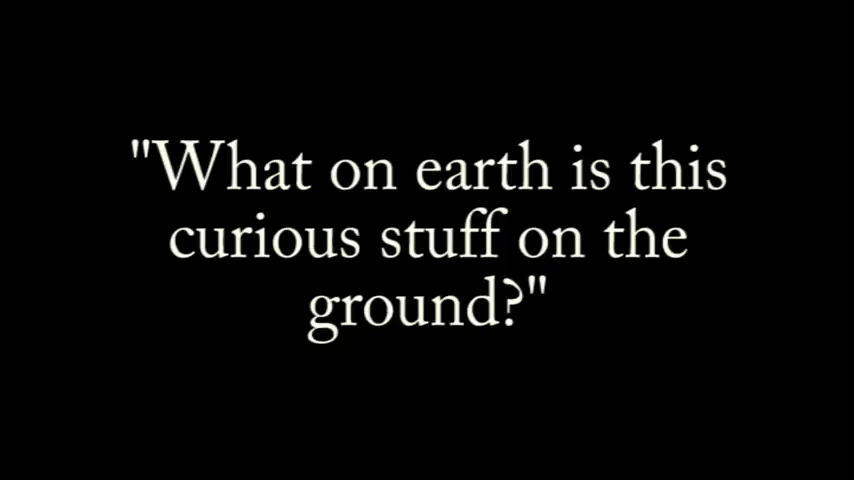 "What on earth is this
curious stuff on the
ground?"